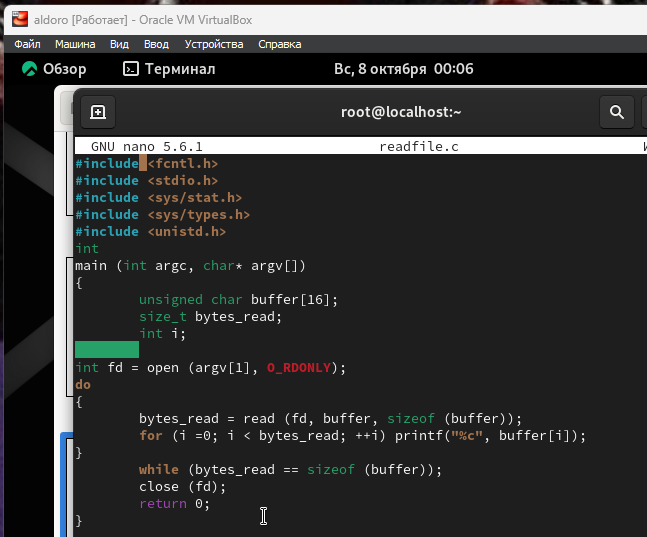 aldoro [Работает] - Oracle VM VirtualBox
Файл Машина Вид Ввод Устройства Справка
Обзор Терминал Вс, 8 октября 00:06
root@localhost:~
GNU nano 5.6.1 readfile.c
#include <fcntl.h>
#include <stdio.h>
#include <sys/stat.h>
#include <sys/types.h>
#include <unistd.h>
int
main (int argc, char* argv[])
{
unsigned char buffer[16];
size_t bytes_read;
int i;
int fd = open (argv[1], O_RDONLY);
do
{
bytes_read = read (fd, buffer, sizeof (buffer));
for (i =0; i < bytes_read; ++i) printf("%c", buffer[i]);
}
while (bytes_read == sizeof (buffer));
close (fd);
return 0;
}